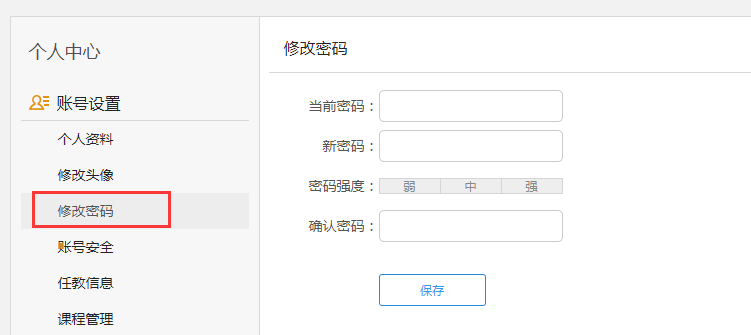 个人中心
账号设置
个人资料
修改头像
修改密码
账号安全
任教信息
课程管理
修改密码
当前密码：
新密码：
密码强度： 弱 中 强
确认密码：
保存